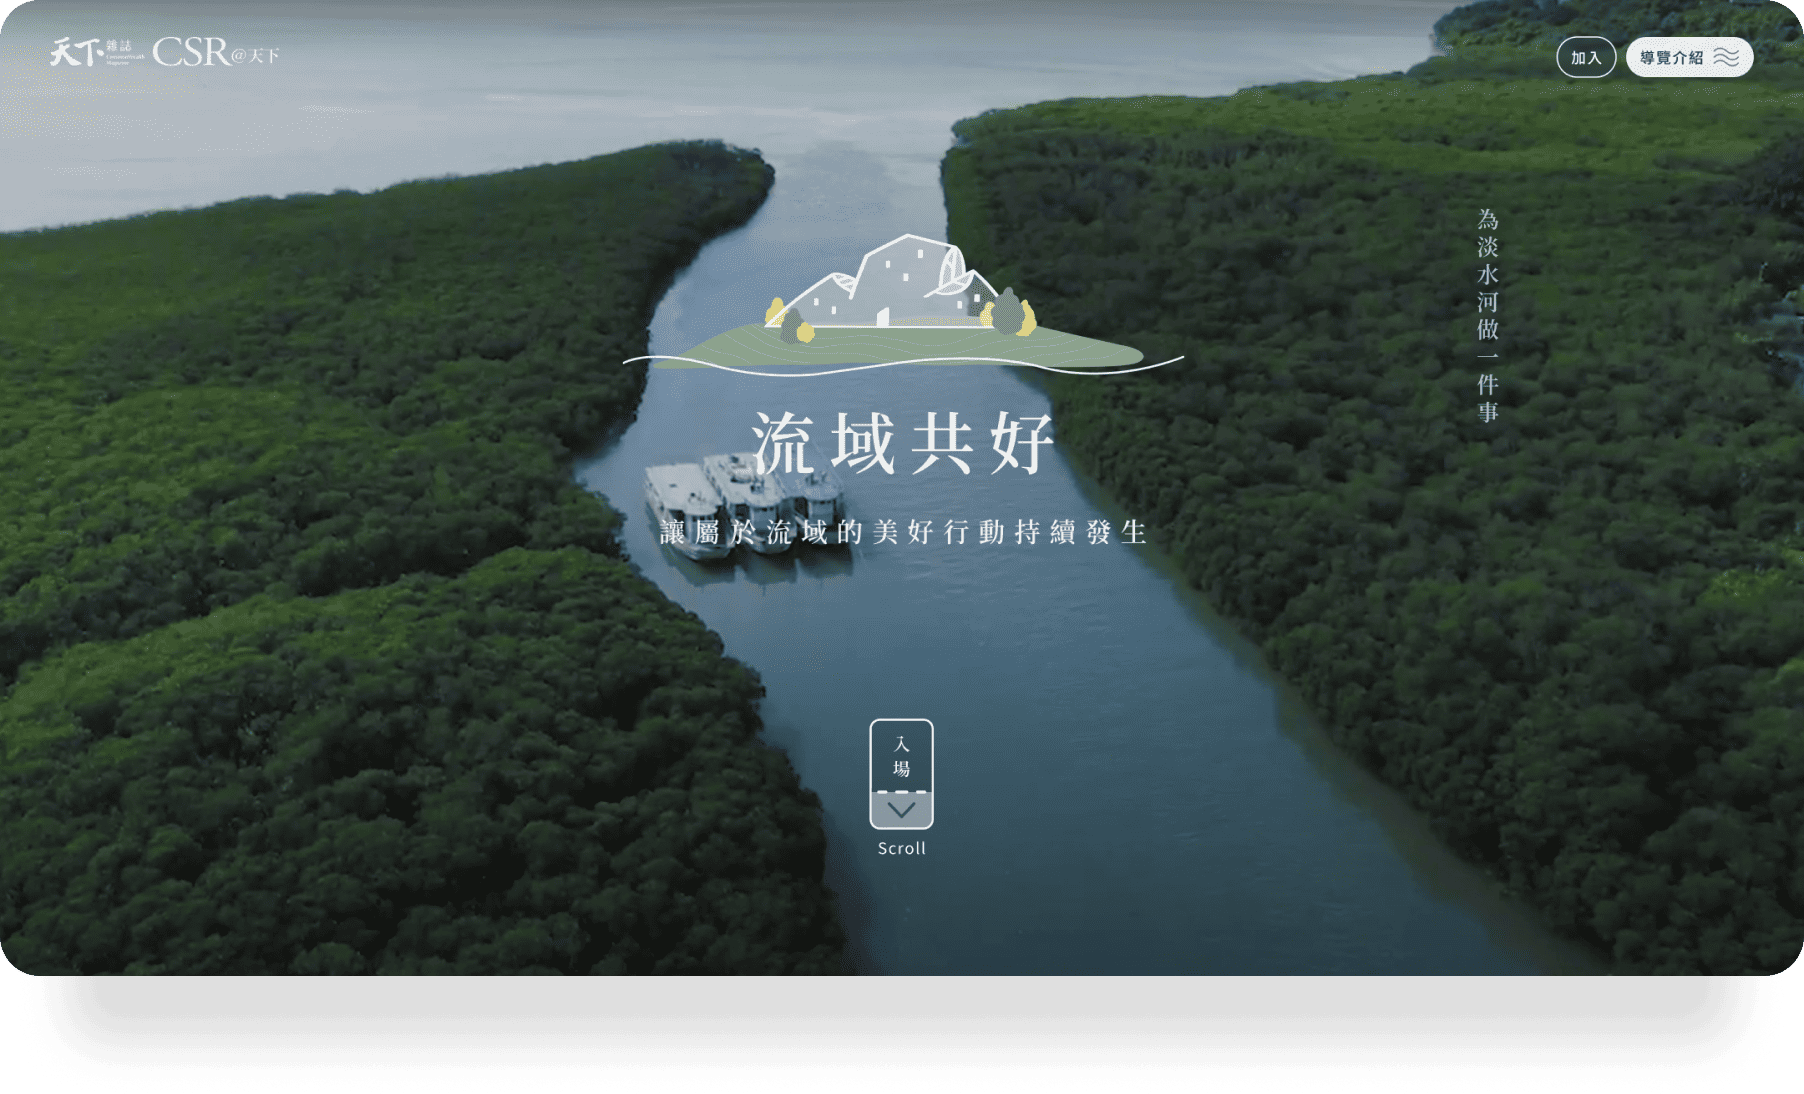 天下雜誌 CommonWealth Magazine CSR@天下
加入
導覽介紹
為淡水河做一件事
流域共好
讓屬於流域的美好行動持續發生
入場
Scroll